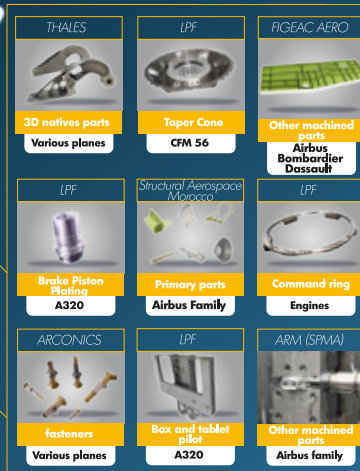 THALES
3D natives parts
Various planes
LPF
Taper Cone
CFM 56
FIGEAC AERO
Other machined
parts
Airbus
Bombardier
Dassault
LPF
Brake Piston
Plating
A320
Structural Aerospace
Morocco
Primary parts
Airbus Family
LPF
Command ring
Engines
ARCONICS
fasteners
Various planes
LPF
Box and tablet
pilot
A320
ARM (SPMA)
Other machined
parts
Airbus family